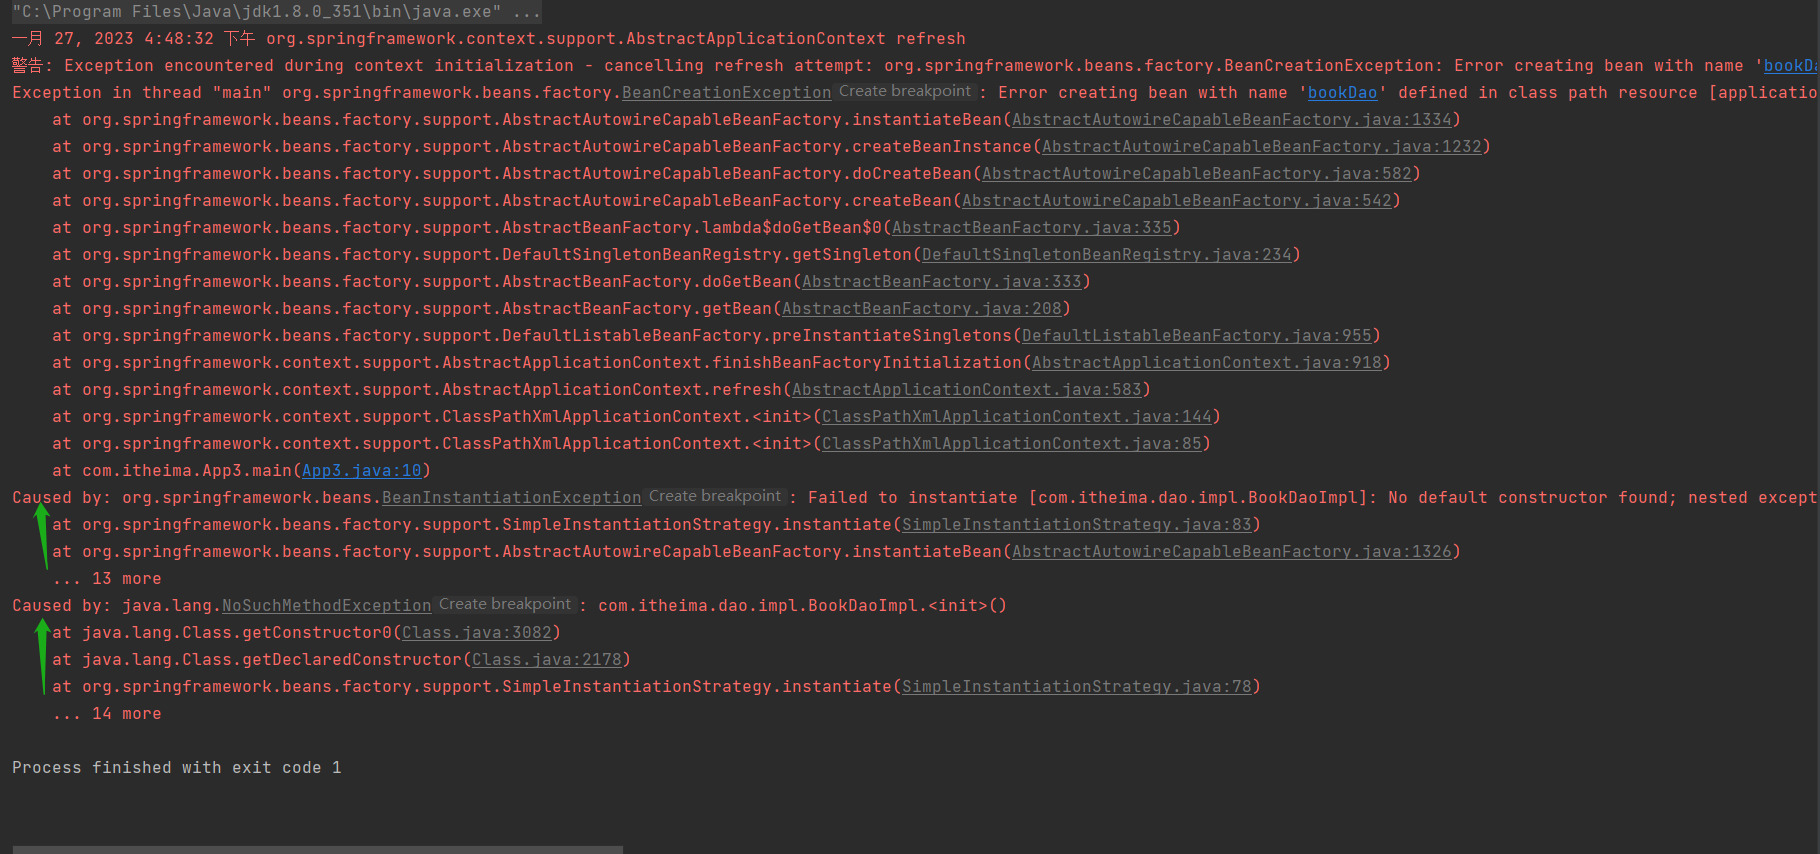 "C:\Program Files\Java\jdk1.8.0_351\bin\java.exe" ...
一月 27, 2023 4:48:32 下午 org.springframework.context.support.AbstractApplicationContext refresh
警告: Exception encountered during context initialization - cancelling refresh attempt: org.springframework.beans.factory.BeanCreationException: Error creating bean with name 'bookDa
Exception in thread "main" org.springframework.beans.factory.BeanCreationException Create breakpoint : Error creating bean with name 'bookDao' defined in class path resource [applicatio
at org.springframework.beans.factory.support.AbstractAutowireCapableBeanFactory.instantiateBean(AbstractAutowireCapableBeanFactory.java:1334)
at org.springframework.beans.factory.support.AbstractAutowireCapableBeanFactory.createBeanInstance(AbstractAutowireCapableBeanFactory.java:1232)
at org.springframework.beans.factory.support.AbstractAutowireCapableBeanFactory.doCreateBean(AbstractAutowireCapableBeanFactory.java:582)
at org.springframework.beans.factory.support.AbstractAutowireCapableBeanFactory.createBean(AbstractAutowireCapableBeanFactory.java:542)
at org.springframework.beans.factory.support.AbstractBeanFactory.lambda$doGetBean$0(AbstractBeanFactory.java:335)
at org.springframework.beans.factory.support.DefaultSingletonBeanRegistry.getSingleton(DefaultSingletonBeanRegistry.java:234)
at org.springframework.beans.factory.support.AbstractBeanFactory.doGetBean(AbstractBeanFactory.java:333)
at org.springframework.beans.factory.support.AbstractBeanFactory.getBean(AbstractBeanFactory.java:208)
at org.springframework.beans.factory.support.DefaultListableBeanFactory.preInstantiateSingletons(DefaultListableBeanFactory.java:955)
at org.springframework.context.support.AbstractApplicationContext.finishBeanFactoryInitialization(AbstractApplicationContext.java:918)
at org.springframework.context.support.AbstractApplicationContext.refresh(AbstractApplicationContext.java:583)
at org.springframework.context.support.ClassPathXmlApplicationContext.<init>(ClassPathXmlApplicationContext.java:144)
at org.springframework.context.support.ClassPathXmlApplicationContext.<init>(ClassPathXmlApplicationContext.java:85)
at com.itheima.App3.main(App3.java:10)
Caused by: org.springframework.beans.BeanInstantiationException Create breakpoint : Failed to instantiate [com.itheima.dao.impl.BookDaoImpl]: No default constructor found; nested except
at org.springframework.beans.factory.support.SimpleInstantiationStrategy.instantiate(SimpleInstantiationStrategy.java:83)
at org.springframework.beans.factory.support.AbstractAutowireCapableBeanFactory.instantiateBean(AbstractAutowireCapableBeanFactory.java:1326)
... 13 more
Caused by: java.lang.NoSuchMethodException Create breakpoint : com.itheima.dao.impl.BookDaoImpl.<init>()
at java.lang.Class.getConstructor0(Class.java:3082)
at java.lang.Class.getDeclaredConstructor(Class.java:2178)
at org.springframework.beans.factory.support.SimpleInstantiationStrategy.instantiate(SimpleInstantiationStrategy.java:78)
... 14 more
Process finished with exit code 1